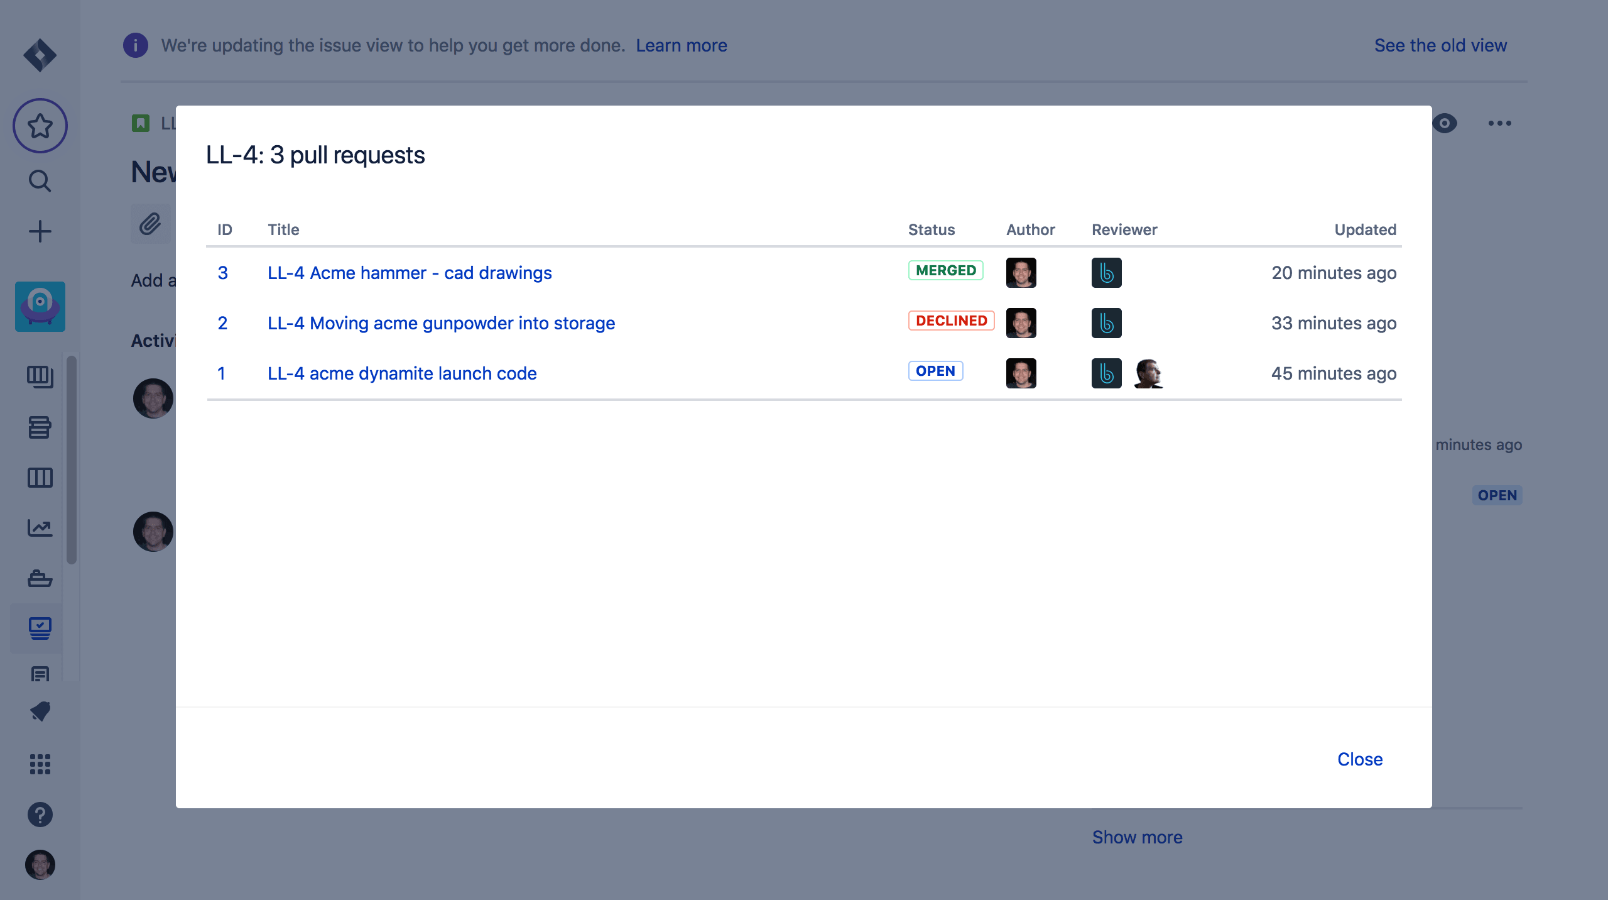 We're updating the issue view to help you get more done. Learn more
See the old view
LL
LL-4: 3 pull requests
New
ID Title Status Author Reviewer Updated
3 LL-4 Acme hammer - cad drawings MERGED 20 minutes ago
2 LL-4 Moving acme gunpowder into storage DECLINED 33 minutes ago
1 LL-4 acme dynamite launch code OPEN 45 minutes ago
Add a
Activi
minutes ago
OPEN
Close
Show more